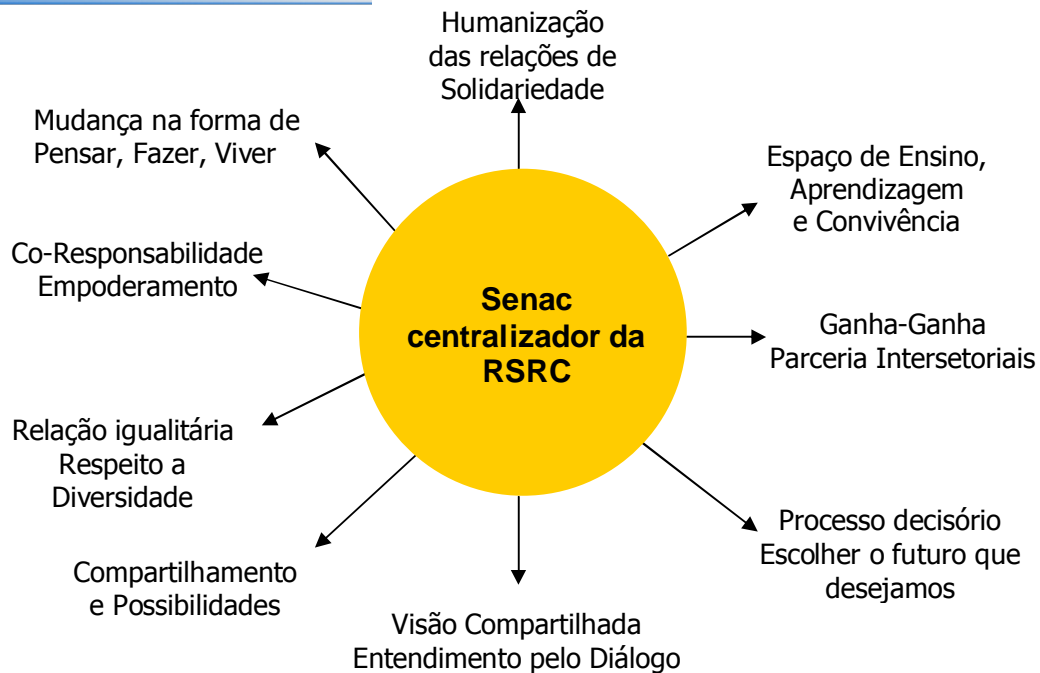 Humanização
das relações de
Solidariedade
Mudança na forma de
Pensar, Fazer, Viver
Espaço de Ensino,
Aprendizagem
e Convivência
Co-Responsabilidade
Empoderamento
Senac
centralizador da
RSRC
Ganha-Ganha
Parceria Intersetoriais
Relação igualitária
Respeito a
Diversidade
Processo decisório
Escolher o futuro que
desejamos
Compartilhamento
e Possibilidades
Visão Compartilhada
Entendimento pelo Diálogo